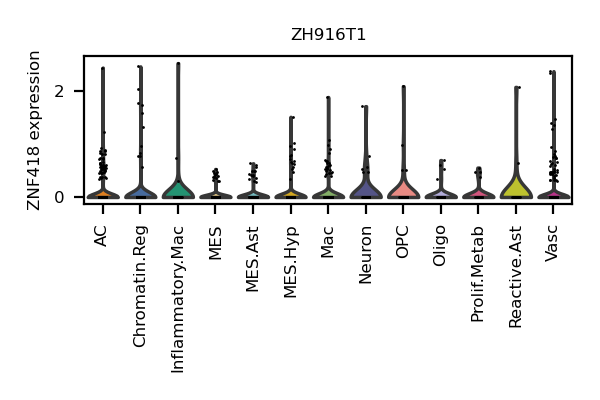 ZH916T1
ZNF418 expression
2
0
AC
Chromatin.Reg
Inflammatory.Mac
MES
MES.Ast
MES.Hyp
Mac
Neuron
OPC
Oligo
Prolif.Metab
Reactive.Ast
Vasc